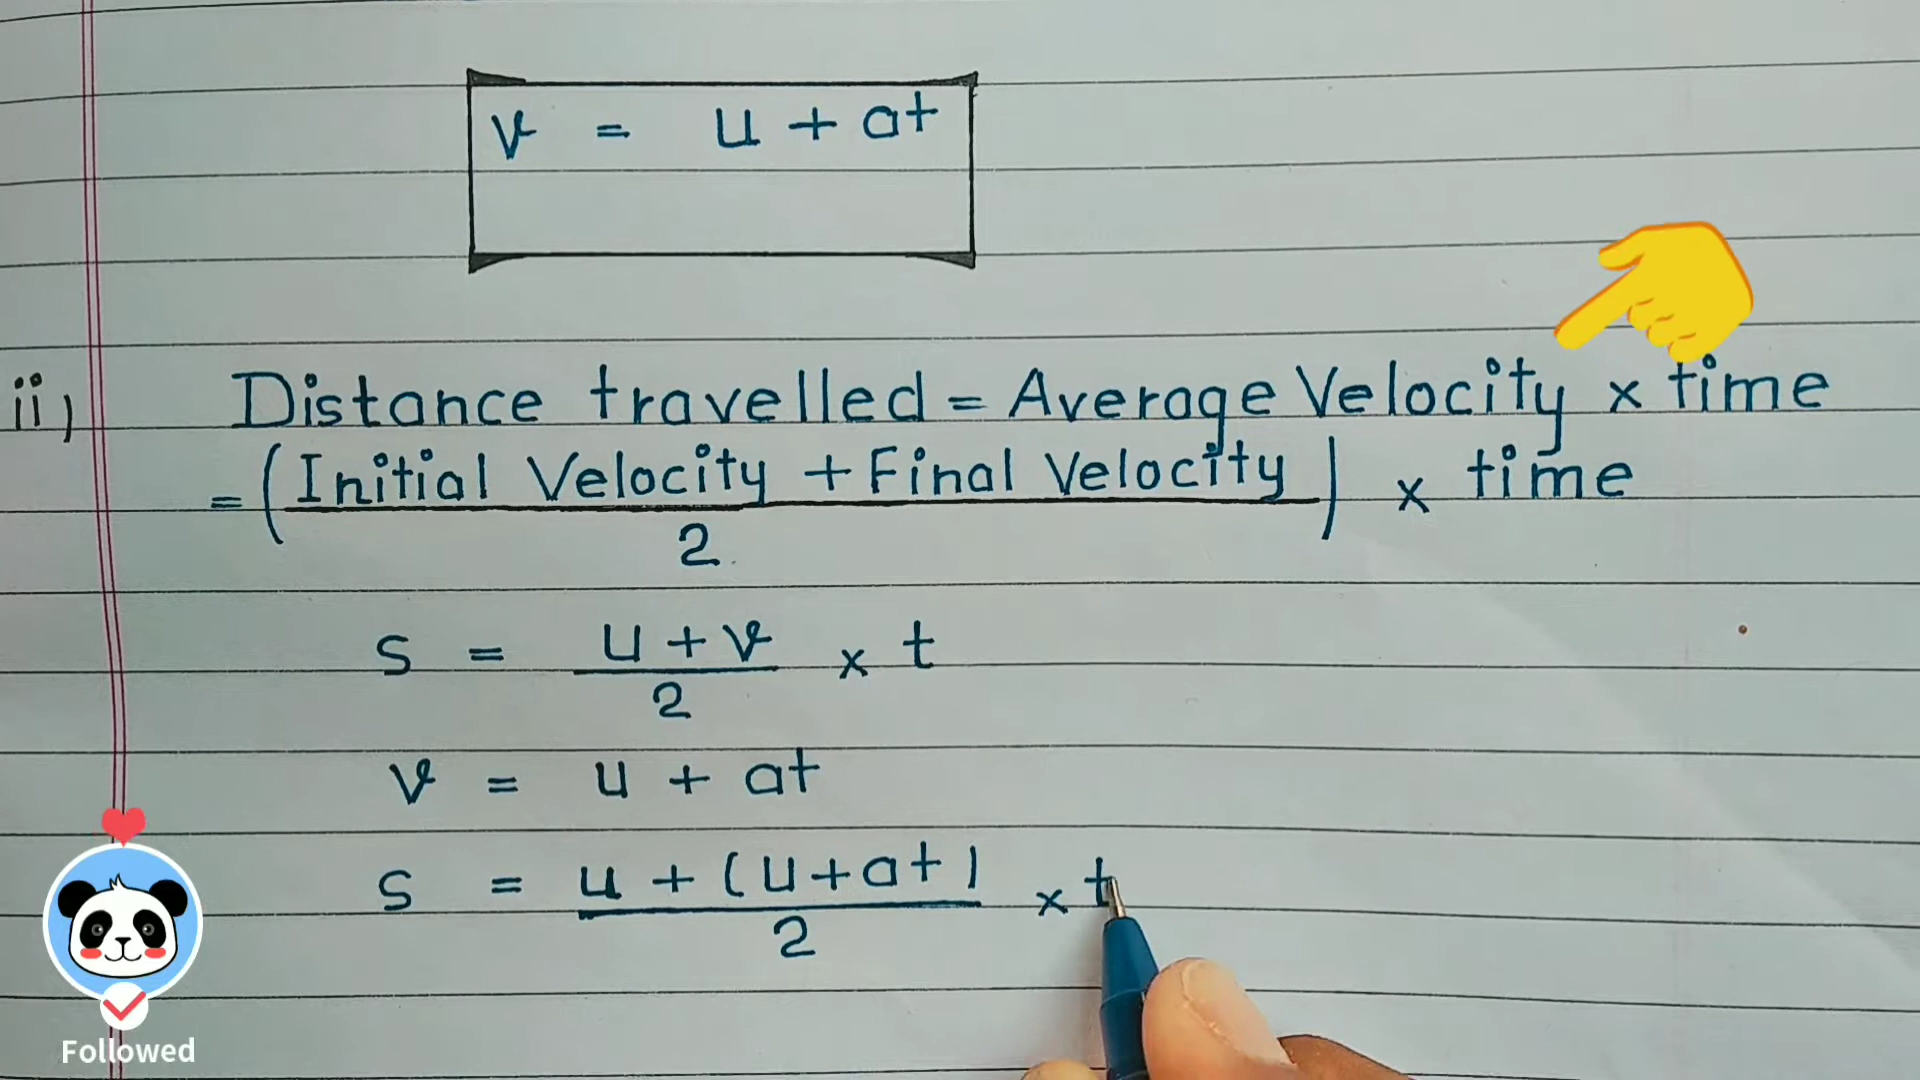 v = u + at
ii) Distance travelled = Average Velocity × time
= (Initial Velocity + Final Velocity / 2) × time
s = u + v / 2 × t
v = u + at
s = u + (u + at) / 2 × t
Followed